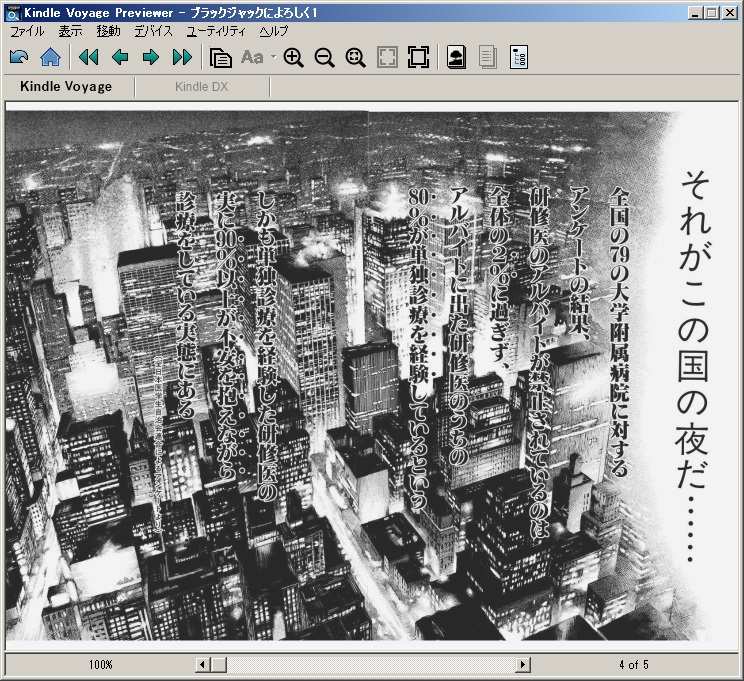 Kindle Voyage Previewer - ブラックジャックによろしく1
ファイル 表示 移動 デバイス ユーティリティ ヘルプ
Aa
Kindle Voyage Kindle DX
それがこの国の夜だ……
全国の79の大学附属病院に対する
アンケートの結果、
研修医のアルバイトが禁止されているのは
全体の2%に過ぎず、
アルバイトに出た研修医のうちの
80%が単独診療を経験しているという
しかも単独診療を経験した研修医の
実に90%以上が不安を抱えながら
診療をしている実態にある
100%
4 of 5